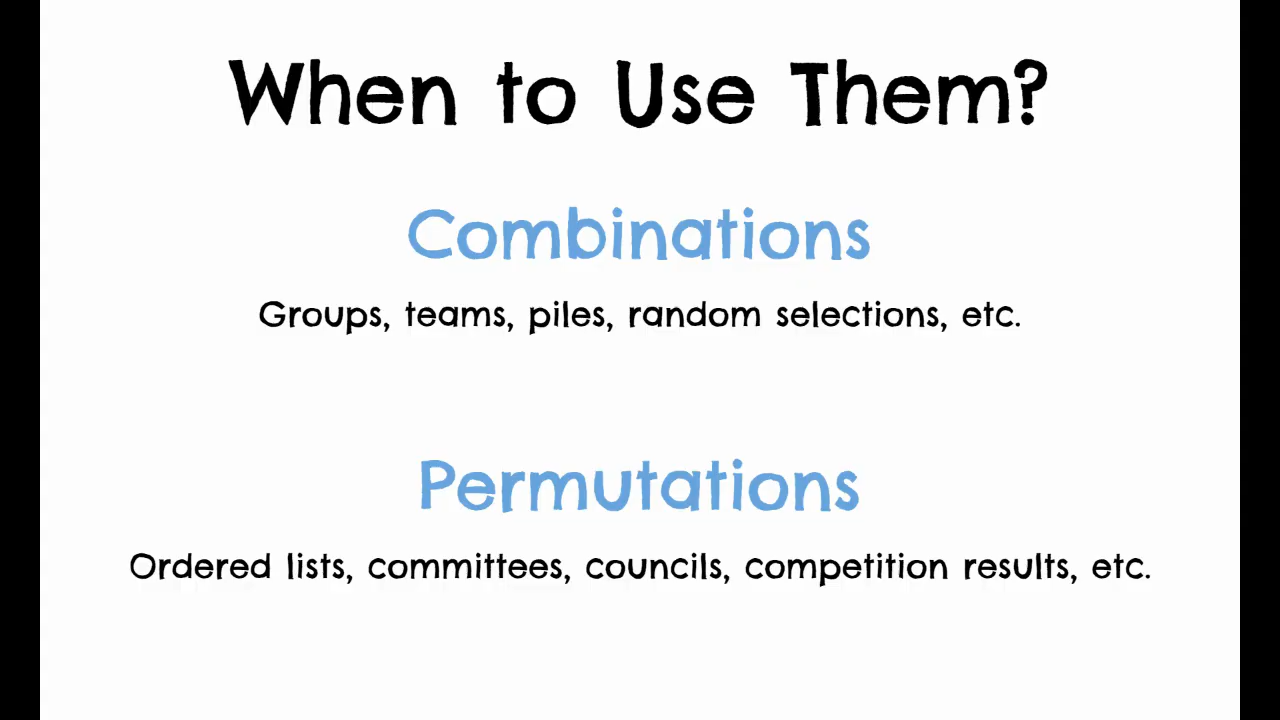 When to Use Them?
Combinations
Groups, teams, piles, random selections, etc.
Permutations
Ordered lists, committees, councils, competition results, etc.